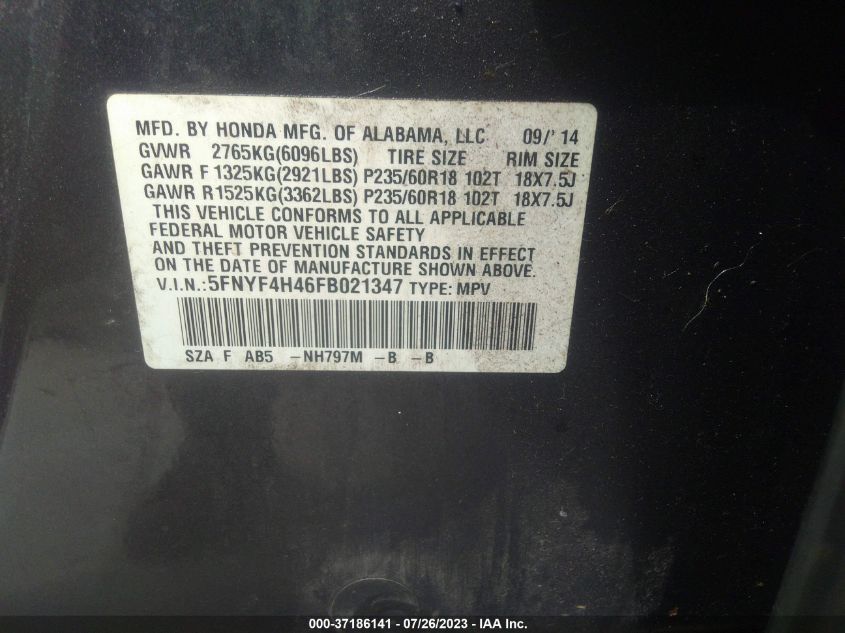 MFD. BY HONDA MFG. OF ALABAMA, LLC 09/'14
GVWR 2765KG(6096LBS) TIRE SIZE RIM SIZE
GAWR F 1325KG(2921LBS) P235/60R18 102T 18X7.5J
GAWR R1525KG(3362LBS) P235/60R18 102T 18X7.5J
THIS VEHICLE CONFORMS TO ALL APPLICABLE
FEDERAL MOTOR VEHICLE SAFETY
AND THEFT PREVENTION STANDARDS IN EFFECT
ON THE DATE OF MANUFACTURE SHOWN ABOVE.
V.I.N.:5FNYF4H46FB021347 TYPE: MPV
SZA F AB5 -NH797M -B -B
000-37186141 - 07/26/2023 - IAA Inc.